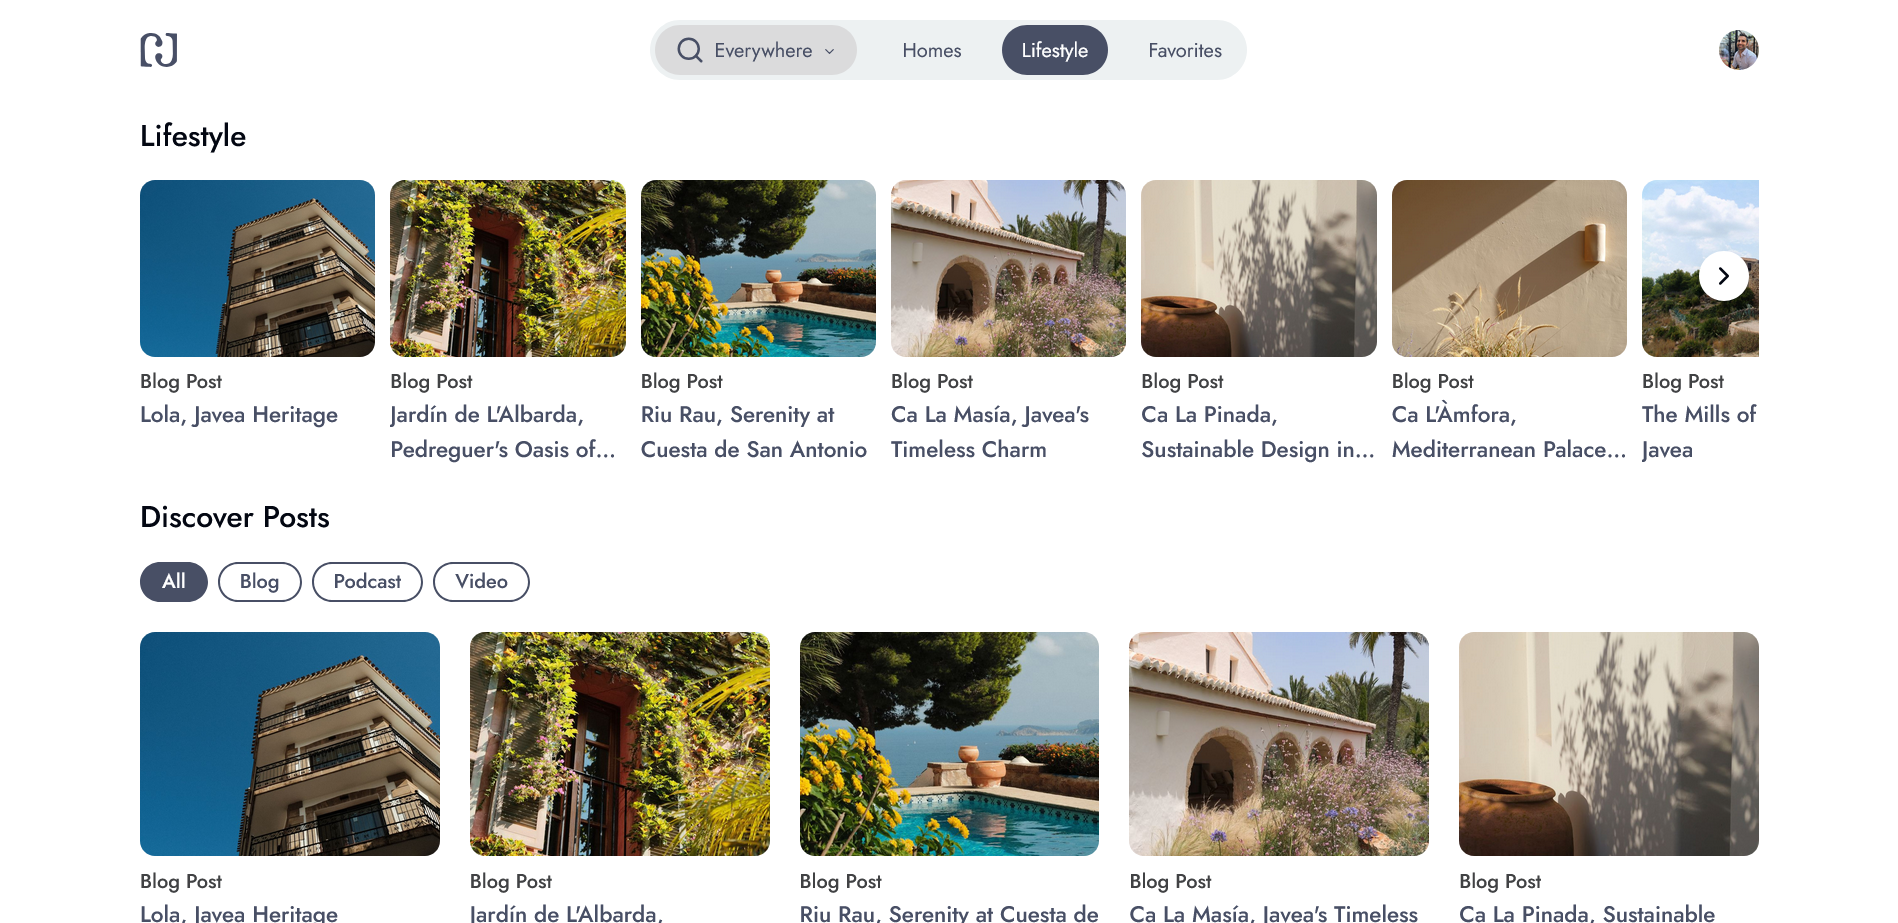 Everywhere
Homes
Lifestyle
Favorites
Lifestyle
Blog Post
Lola, Javea Heritage
Blog Post
Jardín de L'Albarda,
Pedreguer's Oasis of...
Blog Post
Riu Rau, Serenity at
Cuesta de San Antonio
Blog Post
Ca La Masía, Javea's
Timeless Charm
Blog Post
Ca La Pinada,
Sustainable Design in...
Blog Post
Ca L'Àmfora,
Mediterranean Palace...
Blog Post
The Mills of
Javea
Discover Posts
All
Blog
Podcast
Video
Blog Post
Lola, Javea Heritage
Blog Post
Jardín de L'Albarda,
Blog Post
Riu Rau, Serenity at Cuesta de
Blog Post
Ca La Masía, Javea's Timeless
Blog Post
Ca La Pinada, Sustainable